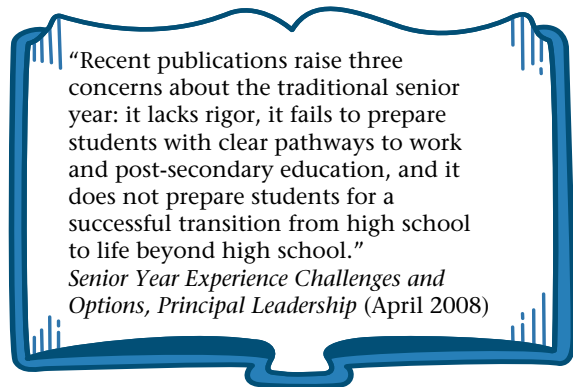 “Recent publications raise three
concerns about the traditional senior
year: it lacks rigor, it fails to prepare
students with clear pathways to work
and post-secondary education, and it
does not prepare students for a
successful transition from high school
to life beyond high school.”
Senior Year Experience Challenges and
Options, Principal Leadership (April 2008)